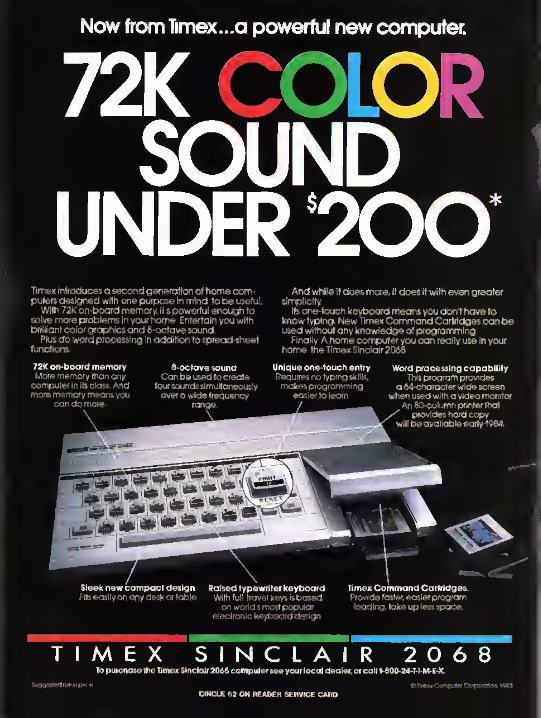 Now from Timex...a powerful new computer.
72K COLOR
SOUND
UNDER $200*
Timex introduces a second generation of home com-
puters designed with one purpose in mind: to be useful.
With 72K on-board memory, it's powerful enough to
solve more problems in your home. Entertain you with
brilliant color graphics and 8-octave sound.
Plus do word processing in addition to spread-sheet
functions.
And while it does more, it does it with even greater
simplicity.
Its one-touch keyboard means you don't have to
know typing. New Timex Command Cartridges can be
used without any knowledge of programming.
Finally. A home computer you can really use in your
home: the Timex Sinclair 2068
72K on-board memory
More memory than any
computer in its class. And
more memory means you
can do more.
8-octave sound
Can be used to create
four sounds simultaneously
over a wide frequency
range.
Unique one-touch entry
Requires no typing skills,
makes programming
easier to learn
Word processing capability
This program provides
a 64-character wide screen
when used with a video monitor
An 80-column printer that
provides hard copy
will be available early 1984.
PRINT
Sleek new compact design
Fits easily on any desk or table
Raised typewriter keyboard
With full travel keys is based
on world's most popular
electronic keyboard design
Timex Command Cartridges.
Provide faster, easier program
loading, take up less space.
TIMEX SINCLAIR 2068
To purchase the Timex Sinclair 2068 computer see your local dealer, or call 1-800-24-T-I-M-E-X.
Suggested retail price
© Timex Computer Corporation, 1983
CIRCLE 62 ON READER SERVICE CARD